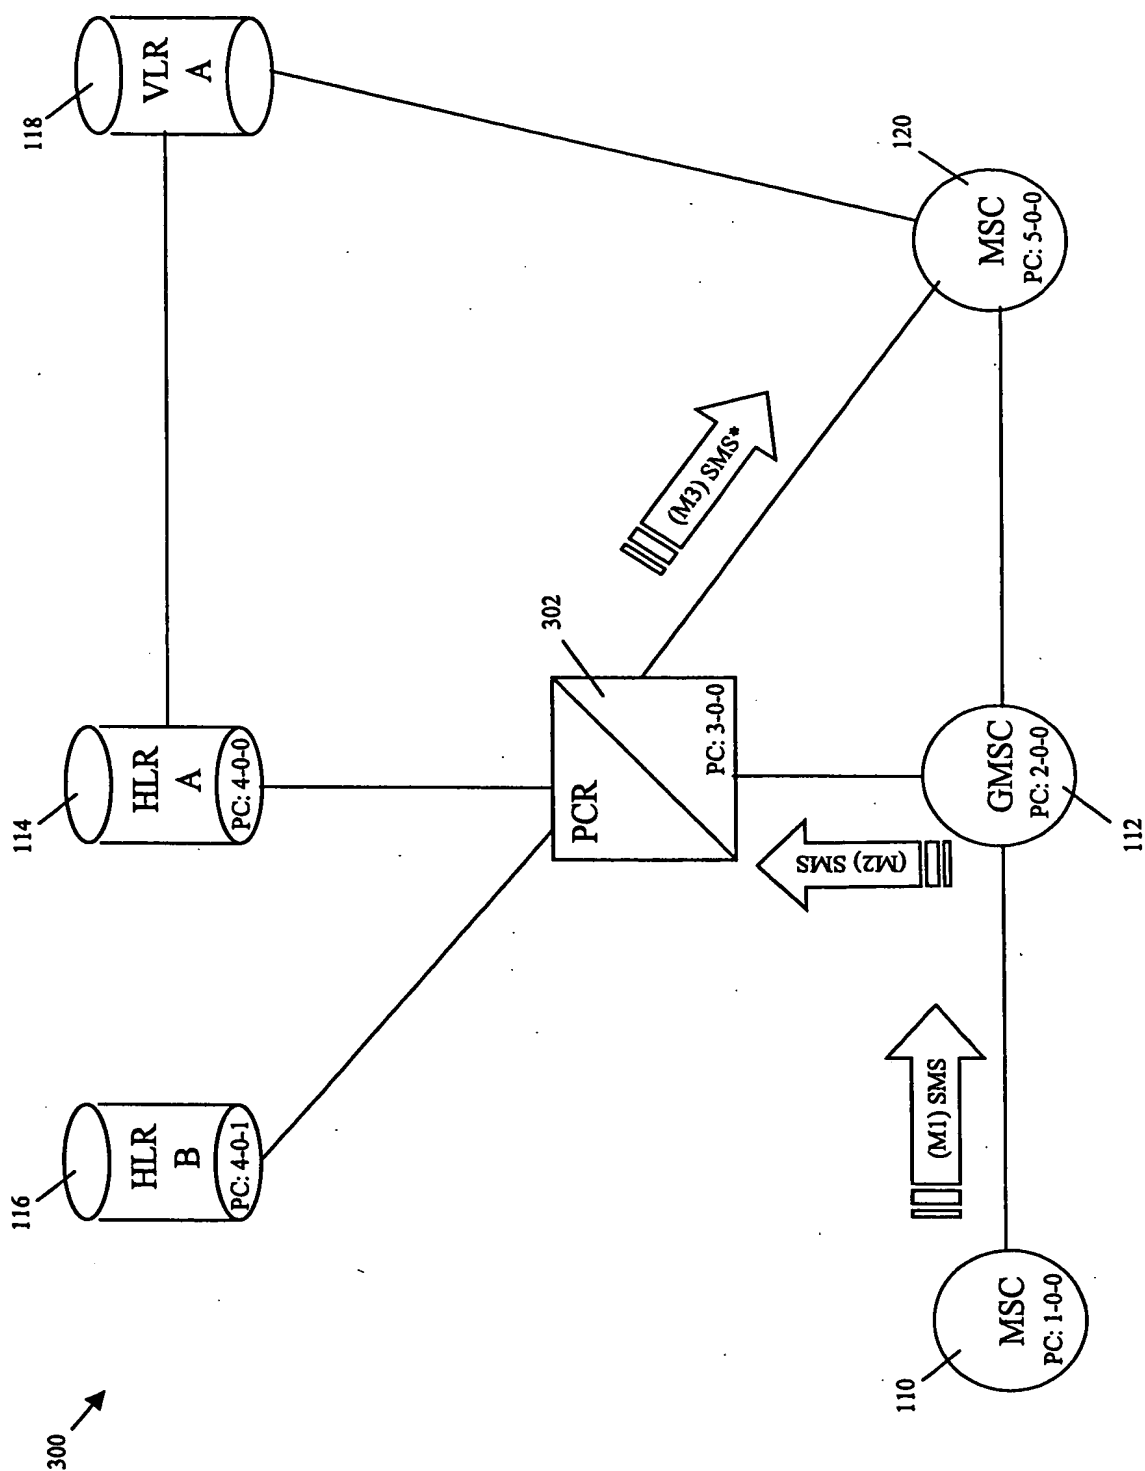 300
116
HLR
B
PC: 4-0-1
114
HLR
A
PC: 4-0-0
118
VLR
A
PCR
PC: 3-0-0
302
(M3) SMS*
(M2) SMS
(M1) SMS
110
MSC
PC: 1-0-0
GMSC
PC: 2-0-0
112
120
MSC
PC: 5-0-0